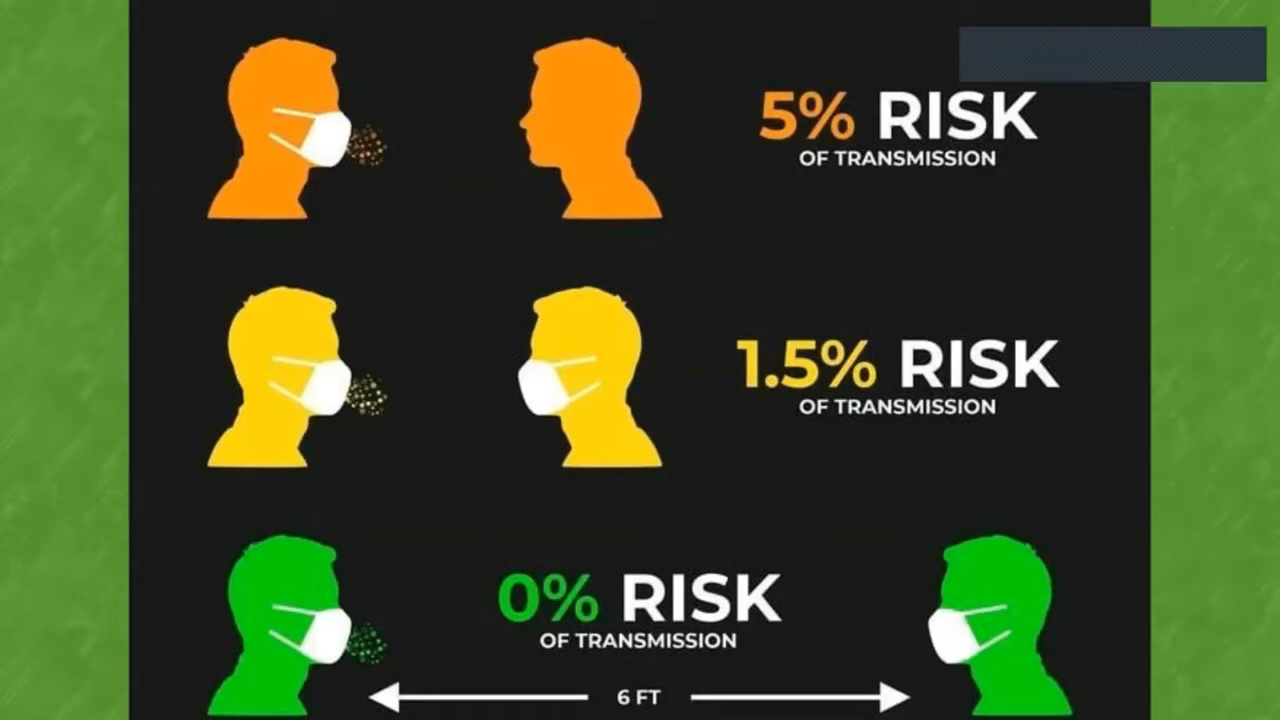 5% RISK
OF TRANSMISSION
1.5% RISK
OF TRANSMISSION
0% RISK
OF TRANSMISSION
6 FT